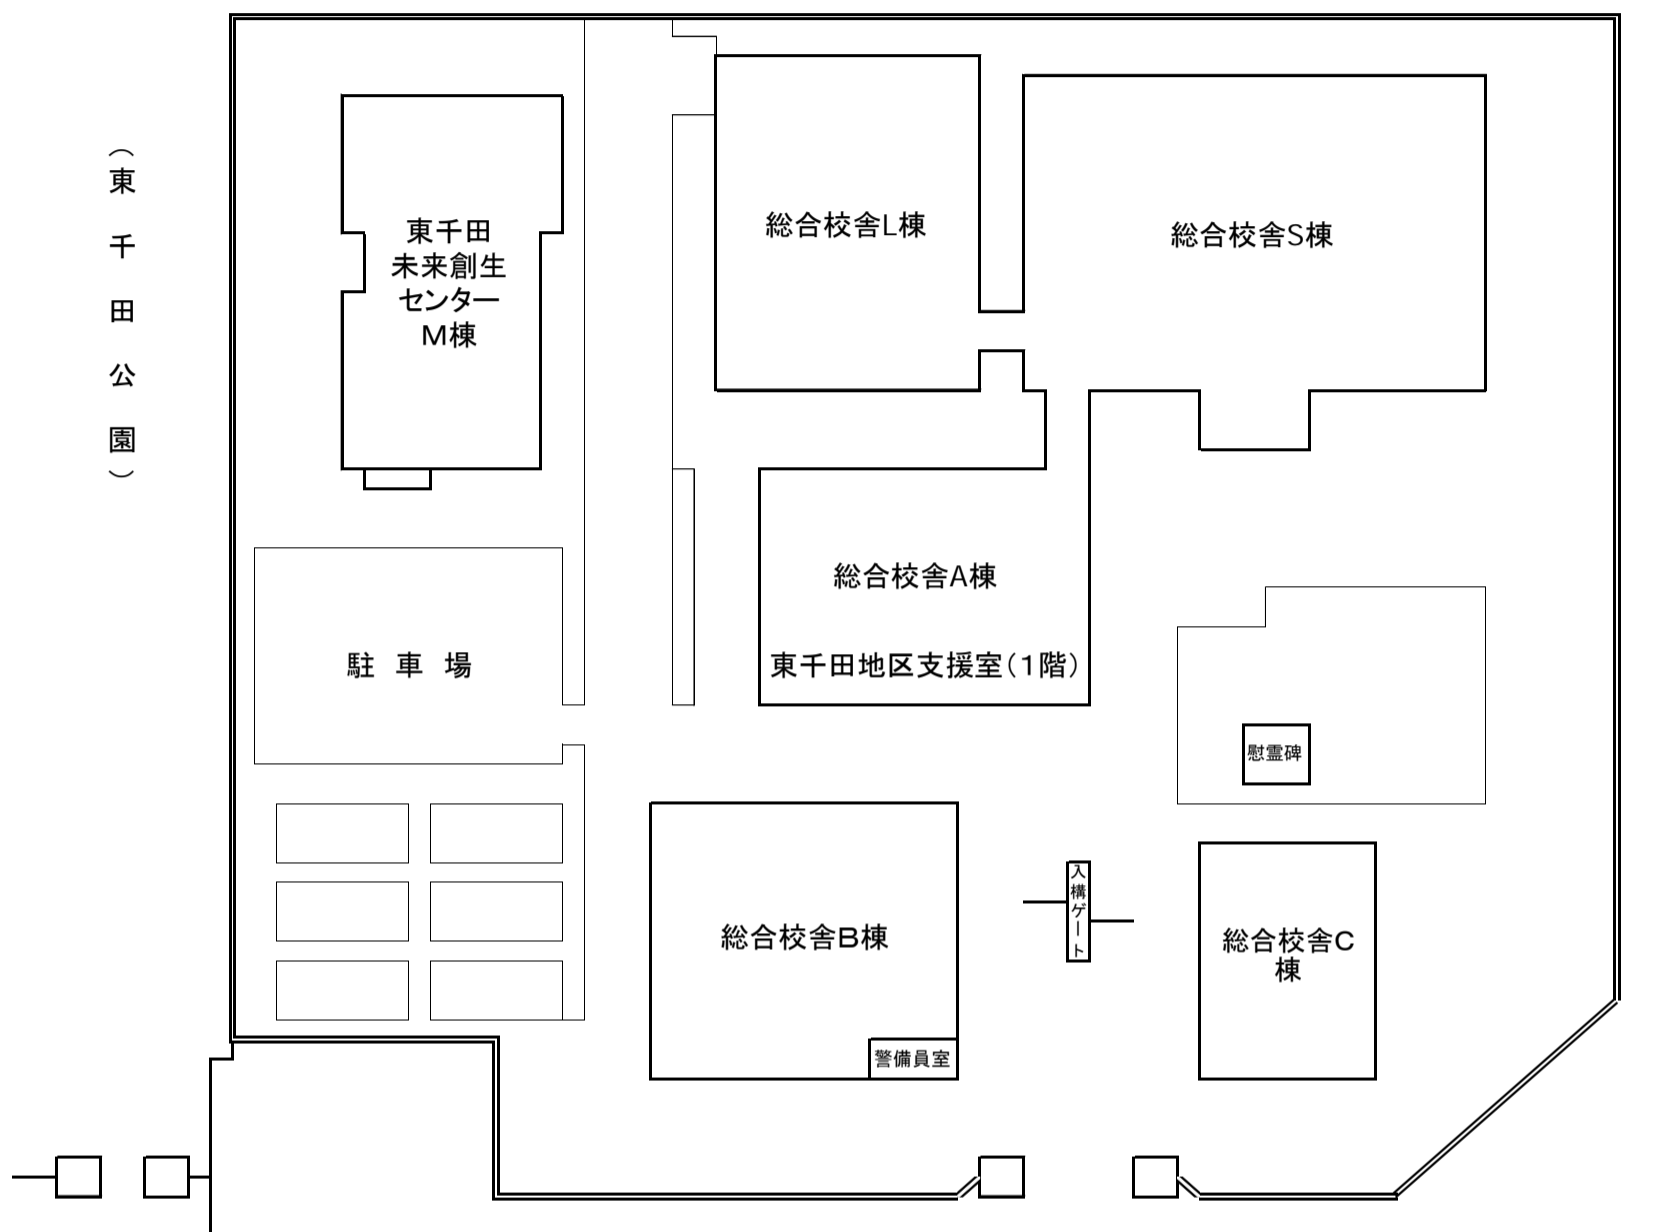 (東千田公園)
東千田
未来創生
センター
M棟
総合校舎L棟
総合校舎S棟
総合校舎A棟
東千田地区支援室(1階)
駐 車 場
慰霊碑
入構ゲート
総合校舎B棟
警備員室
総合校舎C
棟